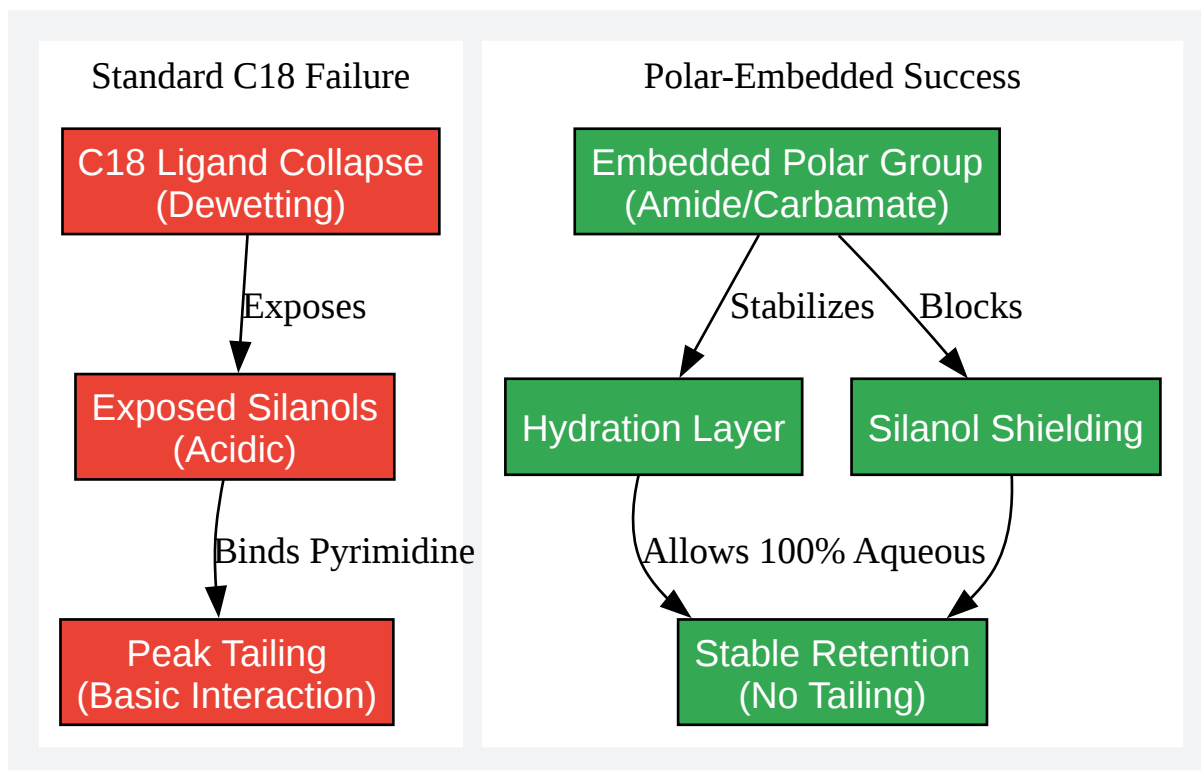 Standard C18 Failure
C18 Ligand Collapse
(Dewetting)
Exposes
Exposed Silanols
(Acidic)
Binds Pyrimidine
Peak Tailing
(Basic Interaction)
Polar-Embedded Success
Embedded Polar Group
(Amide/Carbamate)
Stabilizes
Blocks
Hydration Layer
Silanol Shielding
Allows 100% Aqueous
Stable Retention
(No Tailing)